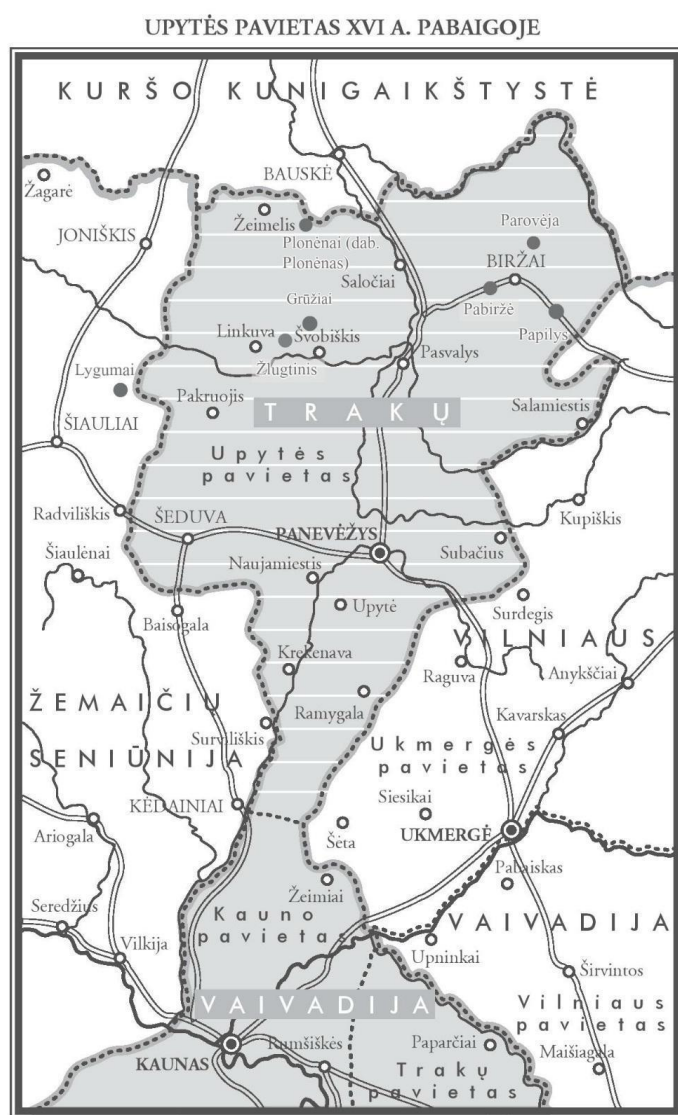 UPYTĖS PAVIETAS XVI A. PABAIGOJE
KURŠO KUNIGAIKŠTYSTĖ
BAUSKĖ
Žagarė
Žeimelis
Parovėja
JONIŠKIS
Plonėnai (dab.
Plonėnas)
BIRŽAI
Saločiai
Grūžiai
Pabiržė
Papilys
Linkuva
Švobiškis
Žlugtinis
Pasvalys
Lygumai
Pakruojis
TRAKŲ
Salamiestis
ŠIAULIAI
Upytės
pavietas
Radviliškis
ŠEDUVA
Kupiškis
PANEVĖŽYS
Subačius
Šiaulėnai
Naujamiestis
Upytė
Surdegis
Baisogala
VILNIAUS
Krekenava
Raguva
Anykščiai
ŽEMAIČIU
Ramygala
Surviliškis
Kavarskas
SENIŪNIJA
Ukmergės
pavietas
KĖDAINIAI
Siesikai
Ariogala
Šėta
UKMERGĖ
Žeimiai
Pabaiskas
Seredžius
Kauno
pavietas
VAIVADIJA
Vilkija
Upninkai
Širvintos
VAIVADIJA
Vilniaus
pavietas
KAUNAS
Rumšiškės
Paparčiai
Maišiagala
Trakų
pavietas